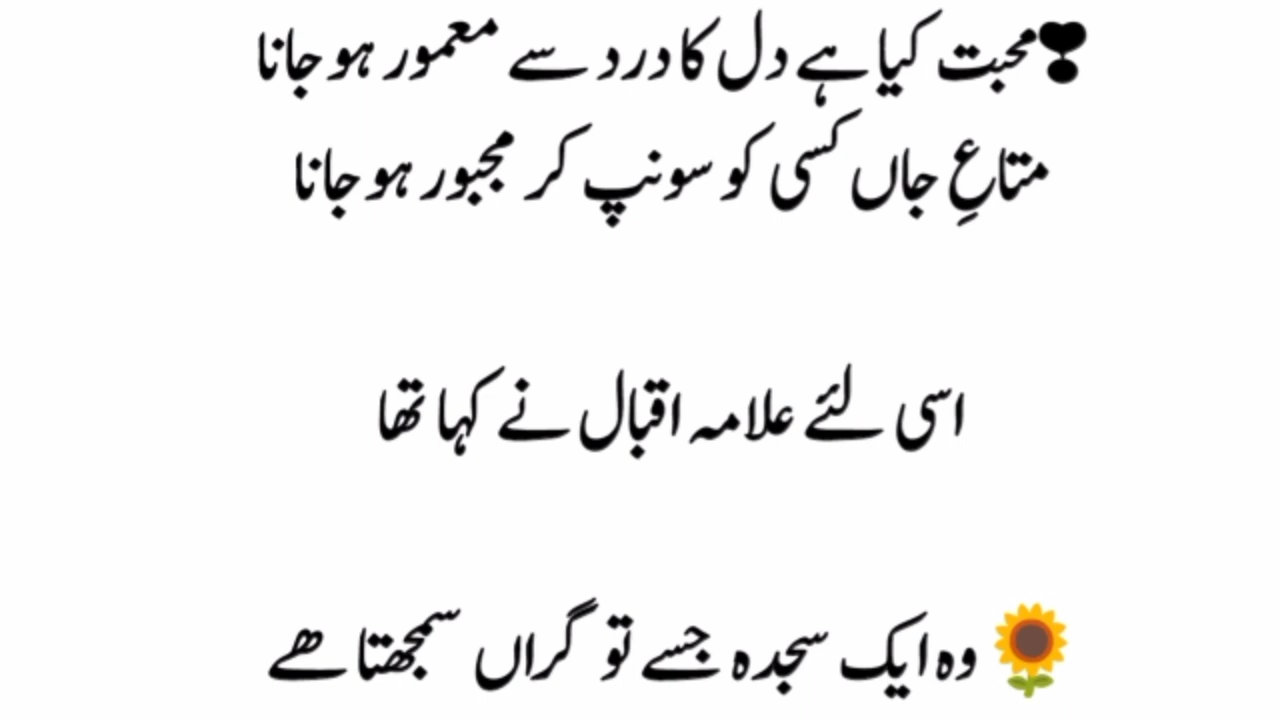 ❣محبت کیا ہے دل کا درد سے معمور ہو جانا
متاعِ جاں کسی کو سونپ کر مجبور ہو جانا
اسی لئے علامہ اقبال نے کہا تھا
🌻 وہ ایک سجدہ جسے تو گراں سمجھتا ھے